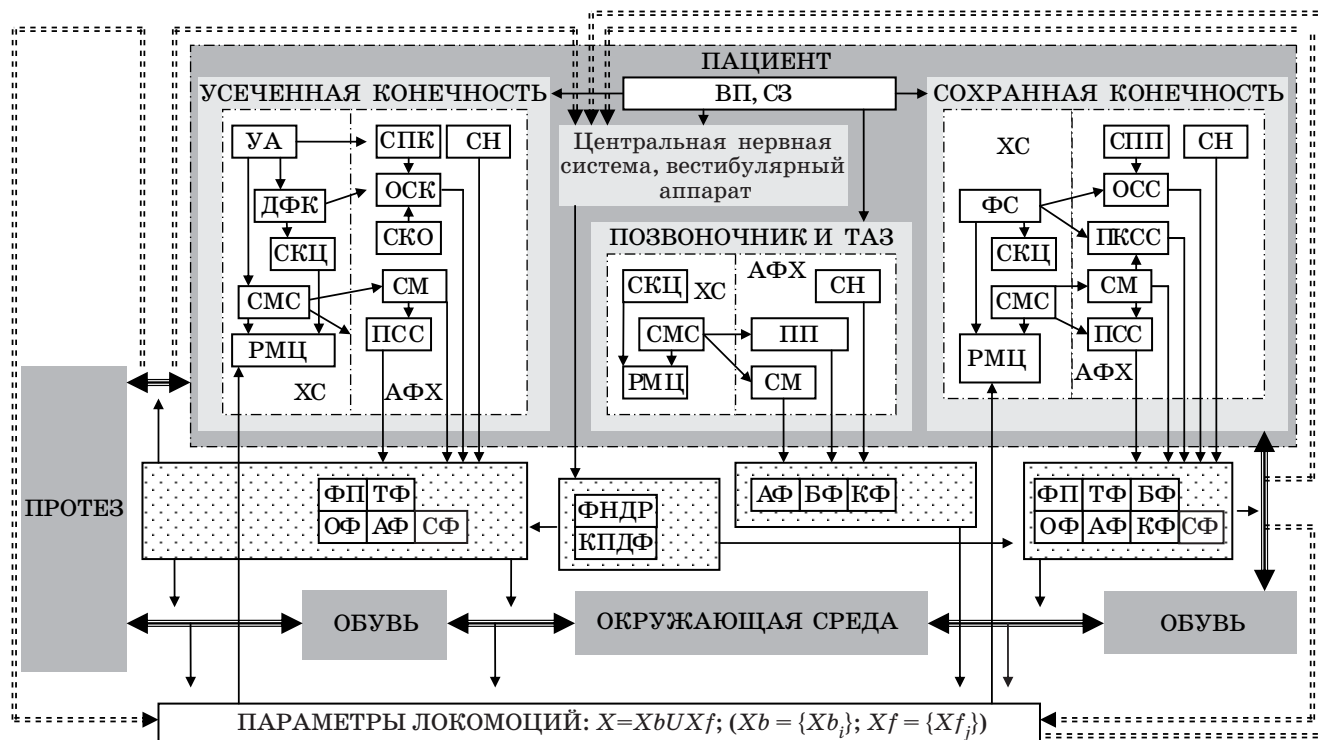 ПАЦИЕНТ
ВП, СЗ
УСЕЧЕННАЯ КОНЕЧНОСТЬ
УА
СПК
СН
ДФК
ОСК
СКЦ
СКО
СМС
СМ
РМЦ
ПСС
ХС
АФХ
Центральная нервная
система, вестибулярный
аппарат
ПОЗВОНОЧНИК И ТАЗ
СКЦ
ХС
АФХ
СН
СМС
ПП
РМЦ
СМ
СОХРАННАЯ КОНЕЧНОСТЬ
ХС
СПП
СН
ФС
ОСС
СКЦ
ПКСС
СМС
СМ
РМЦ
ПСС
АФХ
ПРОТЕЗ
ФП ТФ
ОФ АФ СФ
ФНДР
КПДФ
АФ БФ КФ
ФП ТФ БФ
ОФ АФ КФ СФ
ОБУВЬ
ОКРУЖАЮЩАЯ СРЕДА
ОБУВЬ
ПАРАМЕТРЫ ЛОКОМОЦИЙ: X=XbUXf; (Xb = {Xb_i}; Xf = {Xf_j})